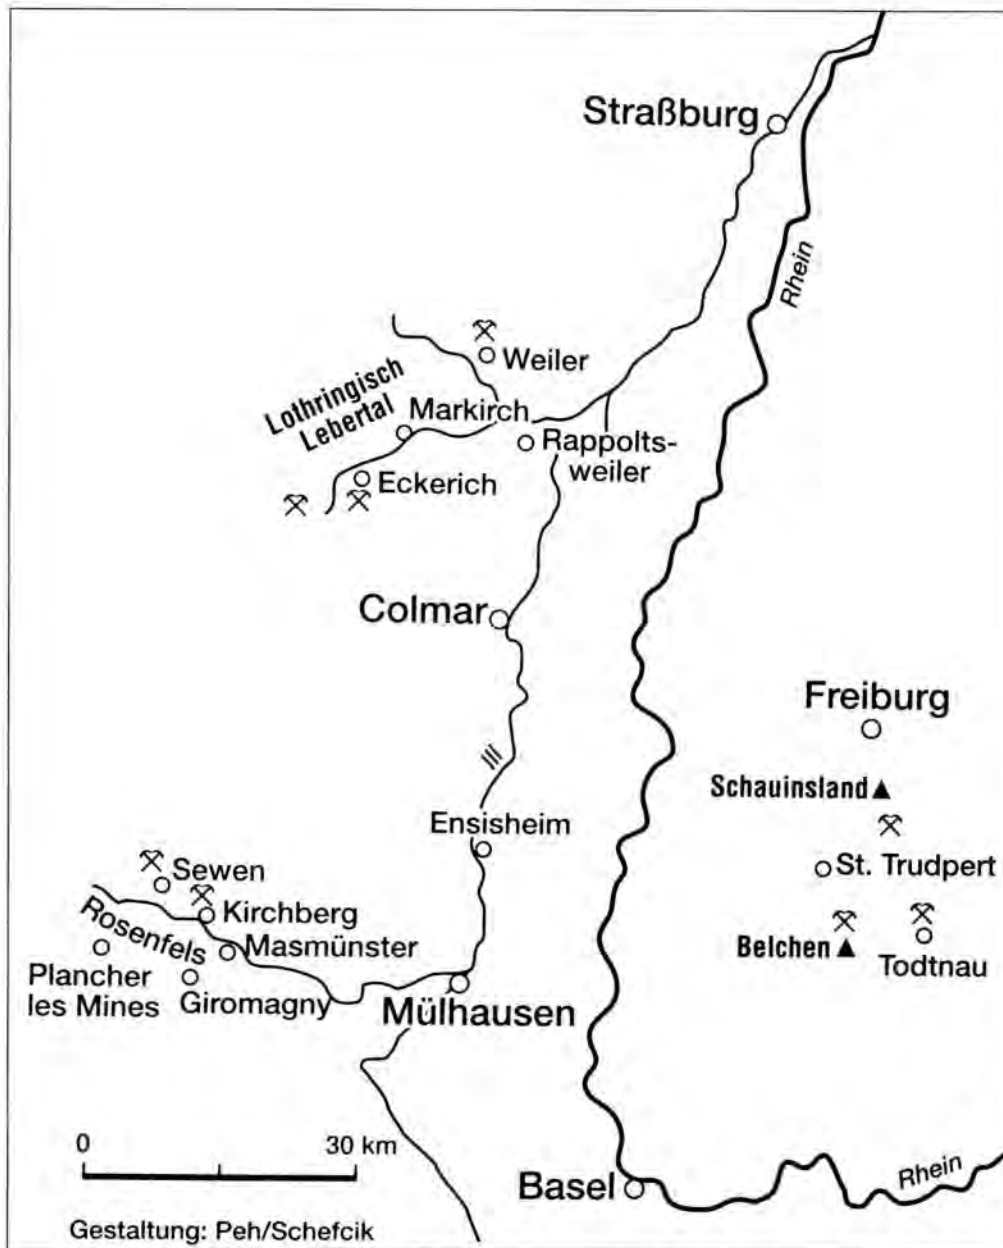 Straßburg
Rhein
Weiler
Lothringisch
Lebertal
Markirch
Rappolts-
weiler
Eckerich
Colmar
Freiburg
Ill
Schauinsland
Ensisheim
St. Trudpert
Sewen
Kirchberg
Rosenfels
Masmünster
Belchen
Todtnau
Plancher
les Mines
Giromagny
Mülhausen
0 30 km
Basel
Rhein
Gestaltung: Peh/Schefcik